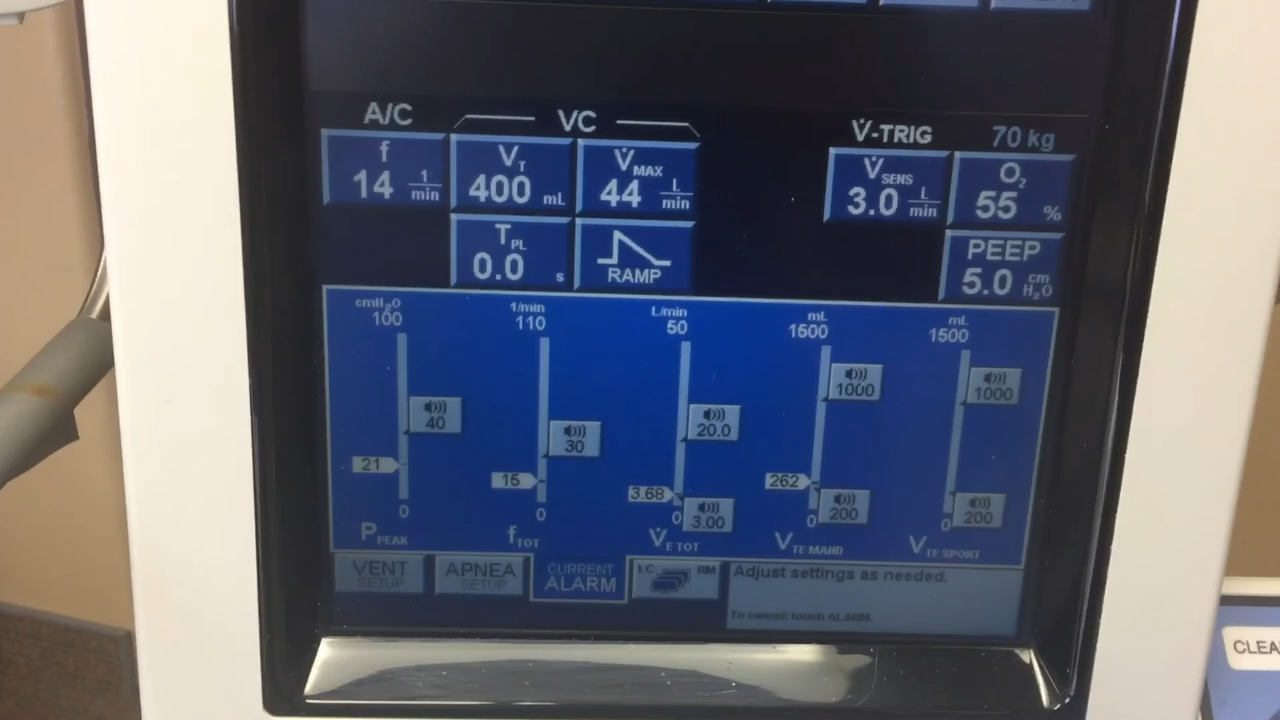 A/C
VC
V̇-TRIG
70 kg
f
14 1/min
VT
400 mL
V̇MAX
44 L/min
V̇SENS
3.0 L/min
O2
55 %
TPL
0.0 s
RAMP
PEEP
5.0 cm H2O
cmH2O
100
40
21
0
PPEAK
1/min
110
30
15
0
fTOT
L/min
50
20.0
3.68
3.00
0
V̇E TOT
mL
1500
1000
262
200
0
VTE MAND
mL
1500
1000
200
0
VTE SPONT
VENT
SETUP
APNEA
SETUP
CURRENT
ALARM
LC RM
Adjust settings as needed.
To cancel: touch ALARM.
CLEA